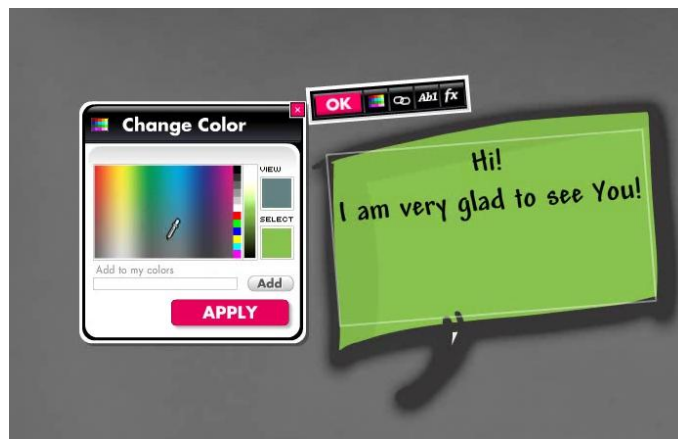 Change Color
×
VIEW
SELECT
Add to my colors
Add
APPLY
OK
Ab1
fx
Hi!
I am very glad to see You!